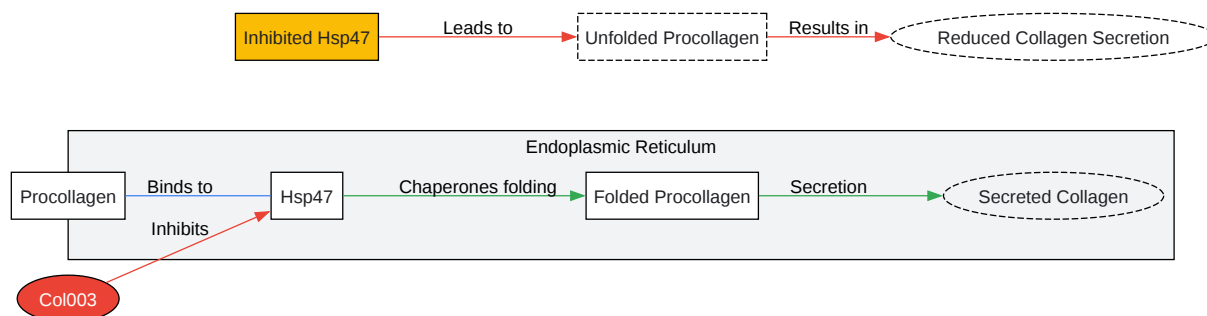 Inhibited Hsp47
Leads to
Unfolded Procollagen
Results in
Reduced Collagen Secretion
Endoplasmic Reticulum
Procollagen
Binds to
Hsp47
Chaperones folding
Folded Procollagen
Secretion
Secreted Collagen
Inhibits
Col003